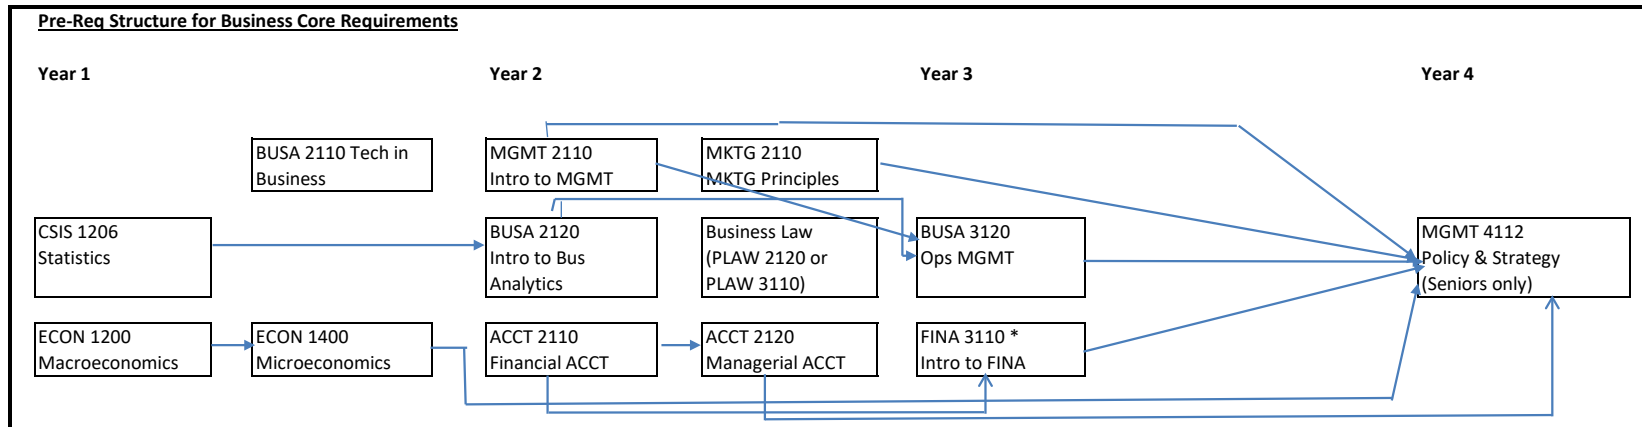 Pre-Req Structure for Business Core Requirements
Year 1
Year 2
Year 3
Year 4
BUSA 2110 Tech in
Business
MGMT 2110
Intro to MGMT
MKTG 2110
MKTG Principles
CSIS 1206
Statistics
BUSA 2120
Intro to Bus
Analytics
Business Law
(PLAW 2120 or
PLAW 3110)
BUSA 3120
Ops MGMT
MGMT 4112
Policy & Strategy
(Seniors only)
ECON 1200
Macroeconomics
ECON 1400
Microeconomics
ACCT 2110
Financial ACCT
ACCT 2120
Managerial ACCT
FINA 3110 *
Intro to FINA